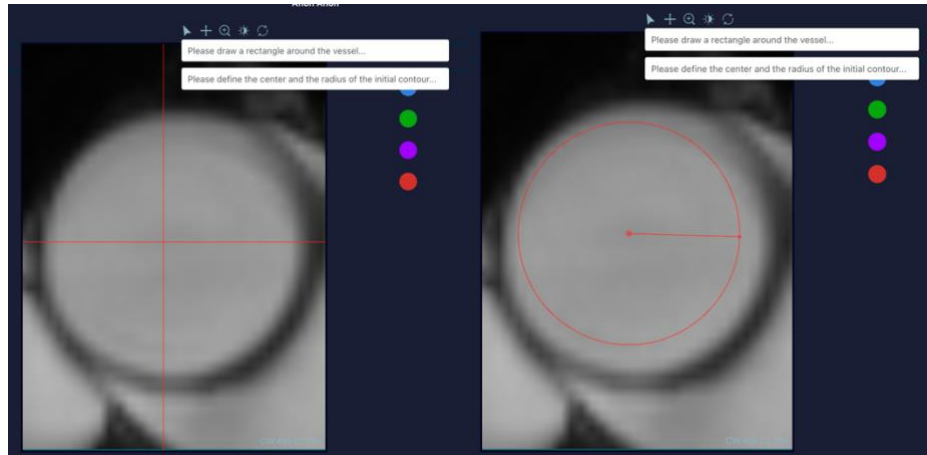 Please draw a rectangle around the vessel...
Please define the center and the radius of the initial contour...
Please draw a rectangle around the vessel...
Please define the center and the radius of the initial contour...